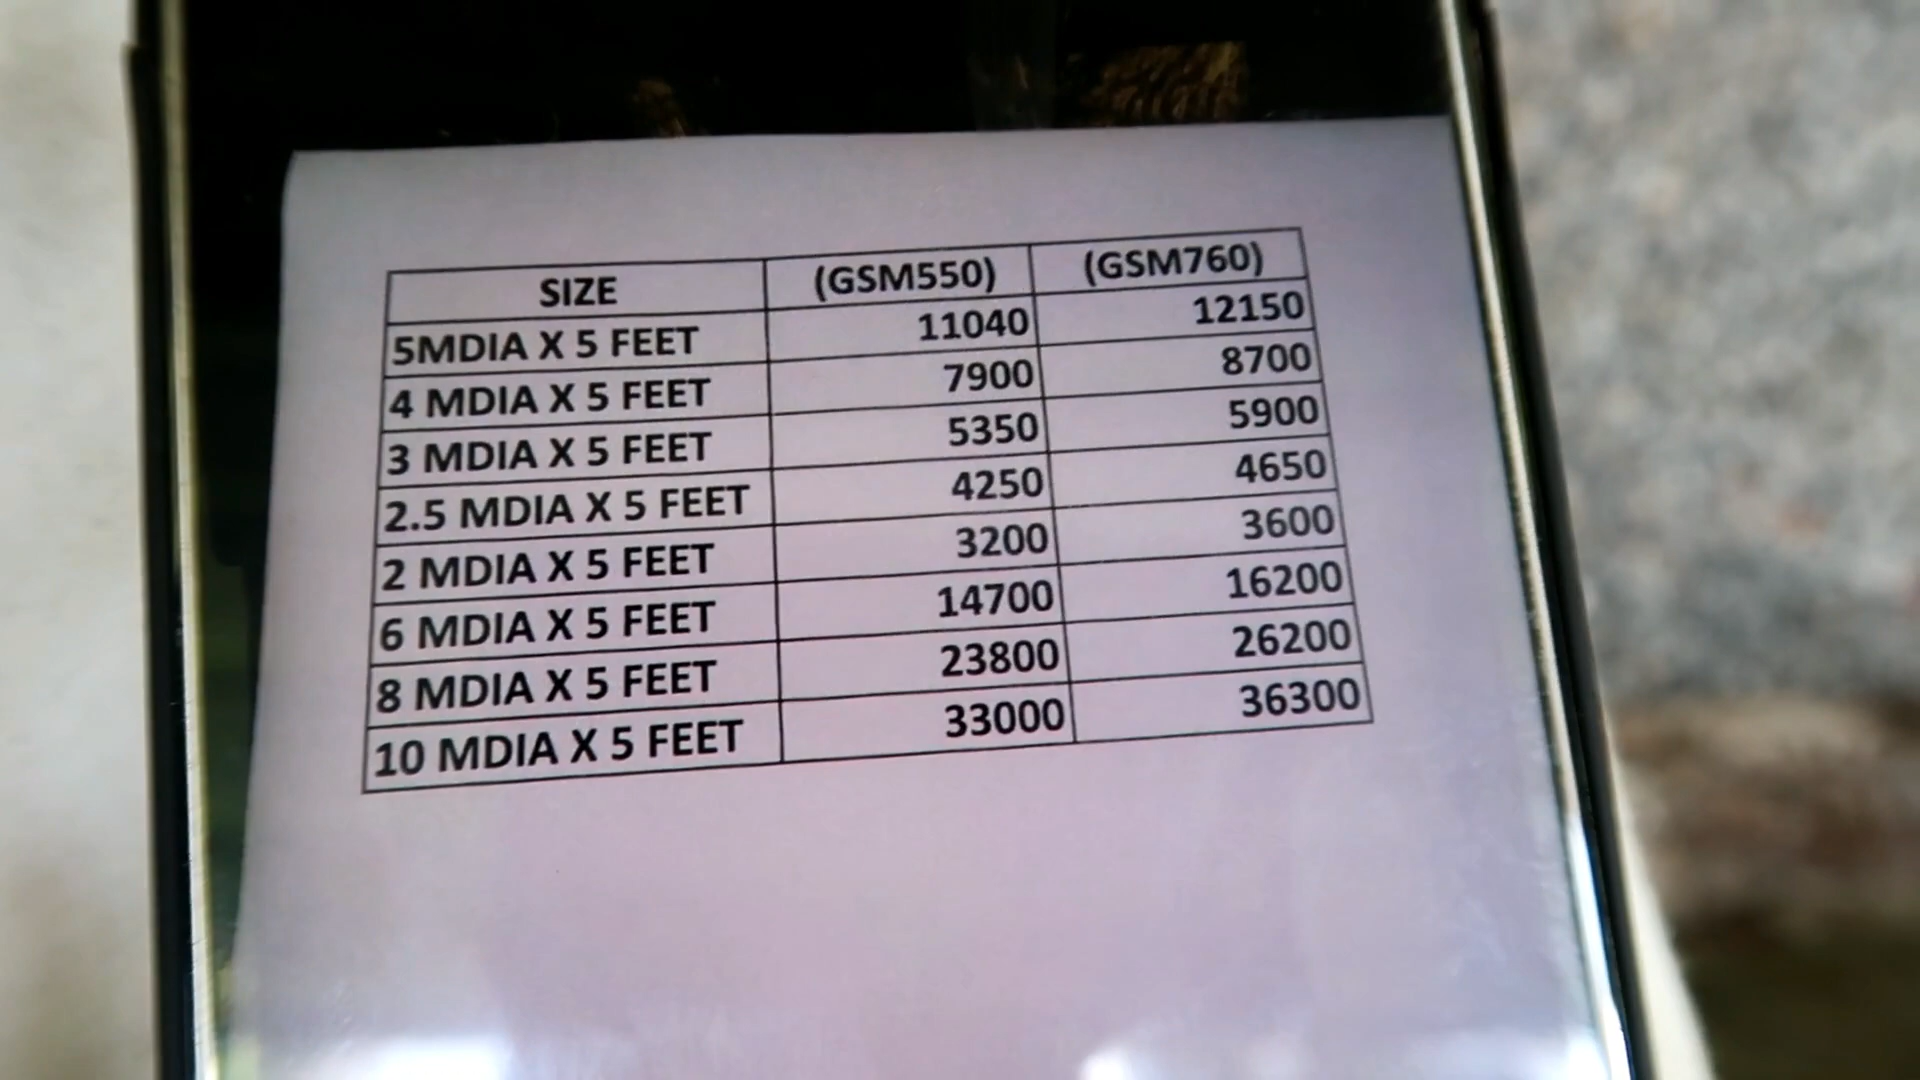 SIZE (GSM550) (GSM760)
5MDIA X 5 FEET 11040 12150
4 MDIA X 5 FEET 7900 8700
3 MDIA X 5 FEET 5350 5900
2.5 MDIA X 5 FEET 4250 4650
2 MDIA X 5 FEET 3200 3600
6 MDIA X 5 FEET 14700 16200
8 MDIA X 5 FEET 23800 26200
10 MDIA X 5 FEET 33000 36300